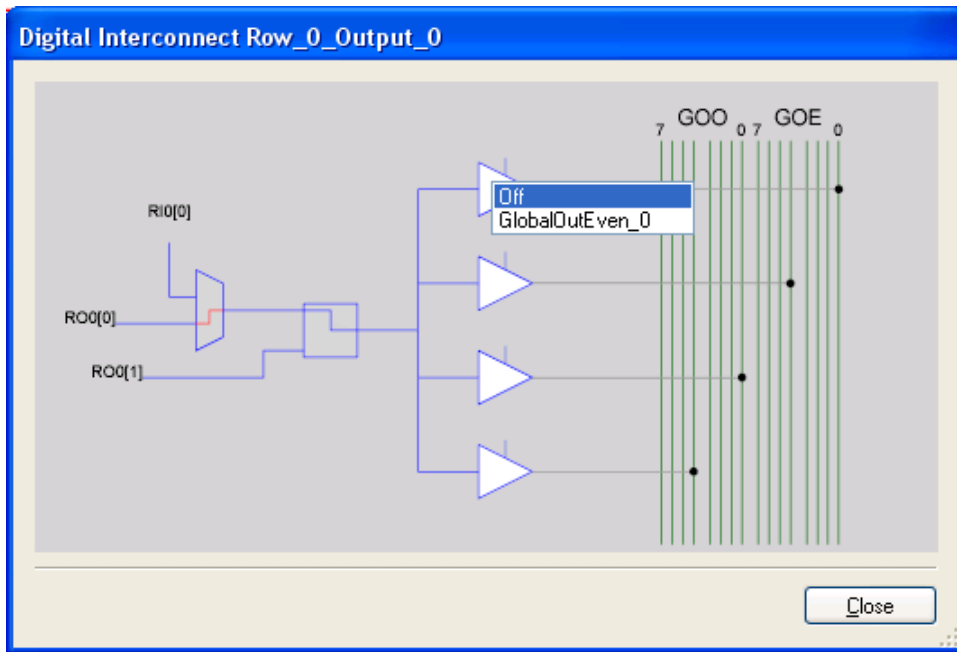 Digital Interconnect Row_0_Output_0
7 GOO 0 7 GOE 0
Off
GlobalOutEven_0
RI0[0]
RO0[0]
RO0[1]
Close